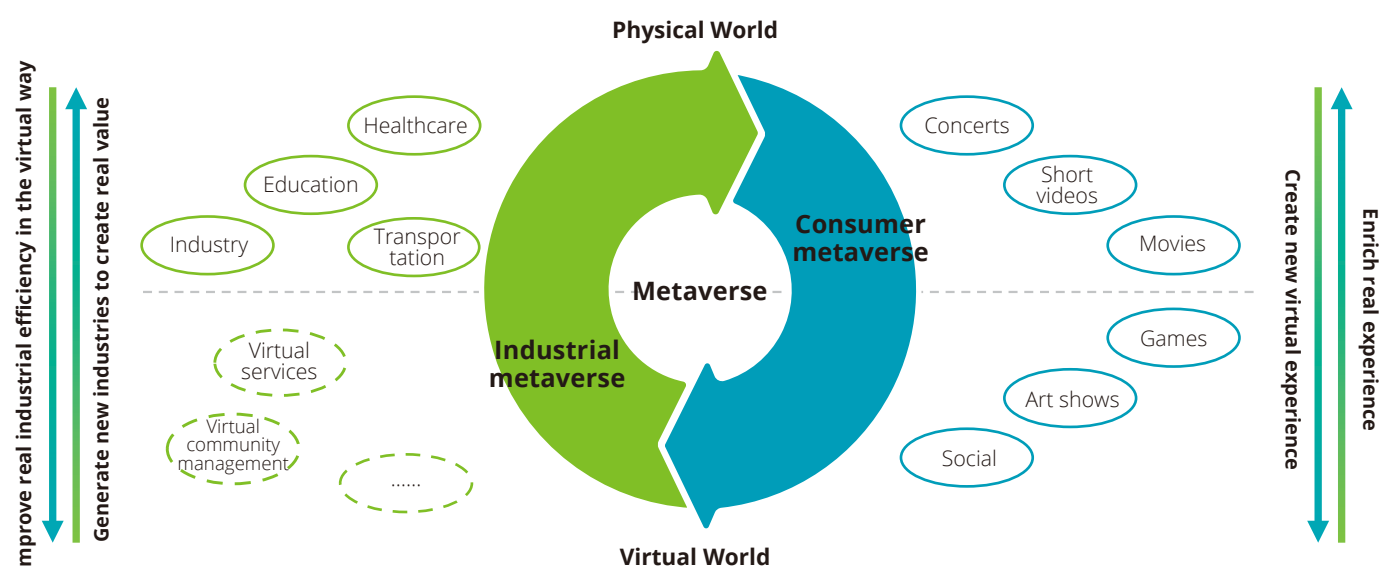 Physical World
mprove real industrial efficiency in the virtual way
Generate new industries to create real value
Healthcare
Education
Industry
Transpor
tation
Virtual
services
Virtual
community
management
......
Industrial
metaverse
Metaverse
Consumer
metaverse
Concerts
Short
videos
Movies
Games
Art shows
Social
Create new virtual experience
Enrich real experience
Virtual World